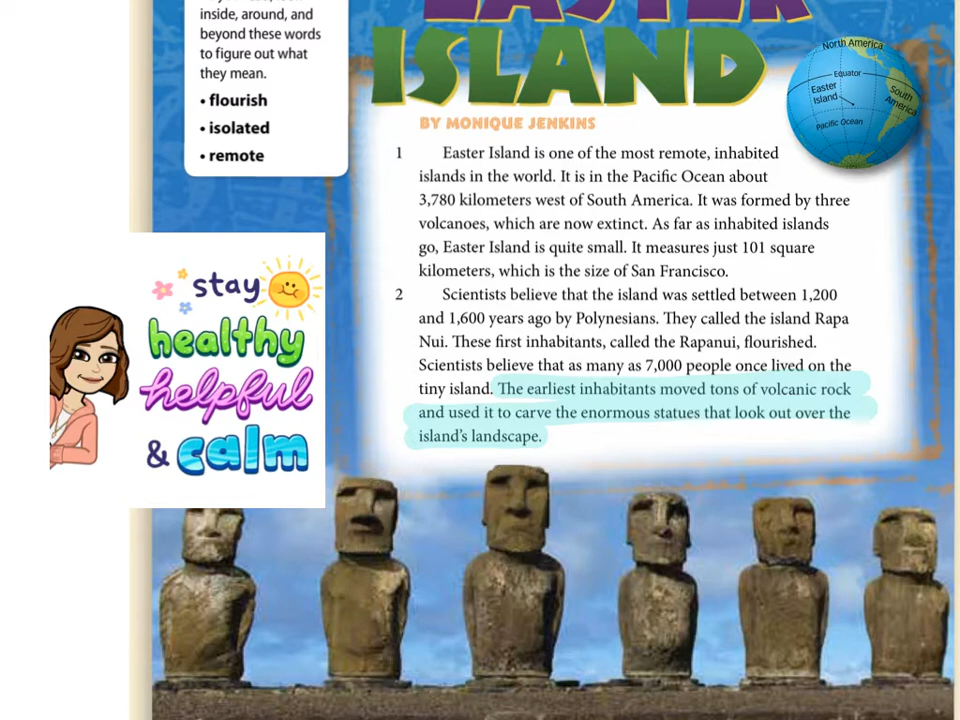 inside, around, and
beyond these words
to figure out what
they mean.
• flourish
• isolated
• remote
EASTER
ISLAND
BY MONIQUE JENKINS
North America
Equator
Easter
Island
South
America
Pacific Ocean
1 Easter Island is one of the most remote, inhabited
islands in the world. It is in the Pacific Ocean about
3,780 kilometers west of South America. It was formed by three
volcanoes, which are now extinct. As far as inhabited islands
go, Easter Island is quite small. It measures just 101 square
kilometers, which is the size of San Francisco.
2 Scientists believe that the island was settled between 1,200
and 1,600 years ago by Polynesians. They called the island Rapa
Nui. These first inhabitants, called the Rapanui, flourished.
Scientists believe that as many as 7,000 people once lived on the
tiny island. The earliest inhabitants moved tons of volcanic rock
and used it to carve the enormous statues that look out over the
island's landscape.
stay
healthy
helpful
& calm